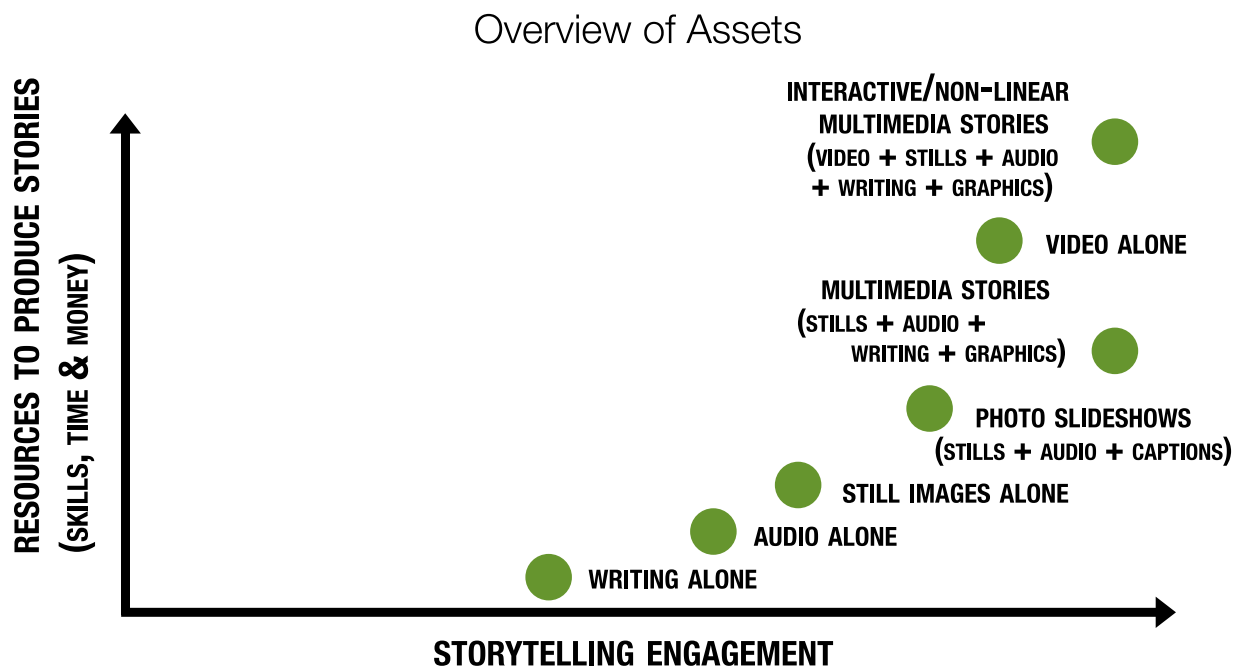 Overview of Assets
RESOURCES TO PRODUCE STORIES
(SKILLS, TIME & MONEY)
INTERACTIVE/NON-LINEAR
MULTIMEDIA STORIES
(VIDEO + STILLS + AUDIO
+ WRITING + GRAPHICS)
VIDEO ALONE
MULTIMEDIA STORIES
(STILLS + AUDIO +
WRITING + GRAPHICS)
PHOTO SLIDESHOWS
(STILLS + AUDIO + CAPTIONS)
STILL IMAGES ALONE
AUDIO ALONE
WRITING ALONE
STORYTELLING ENGAGEMENT